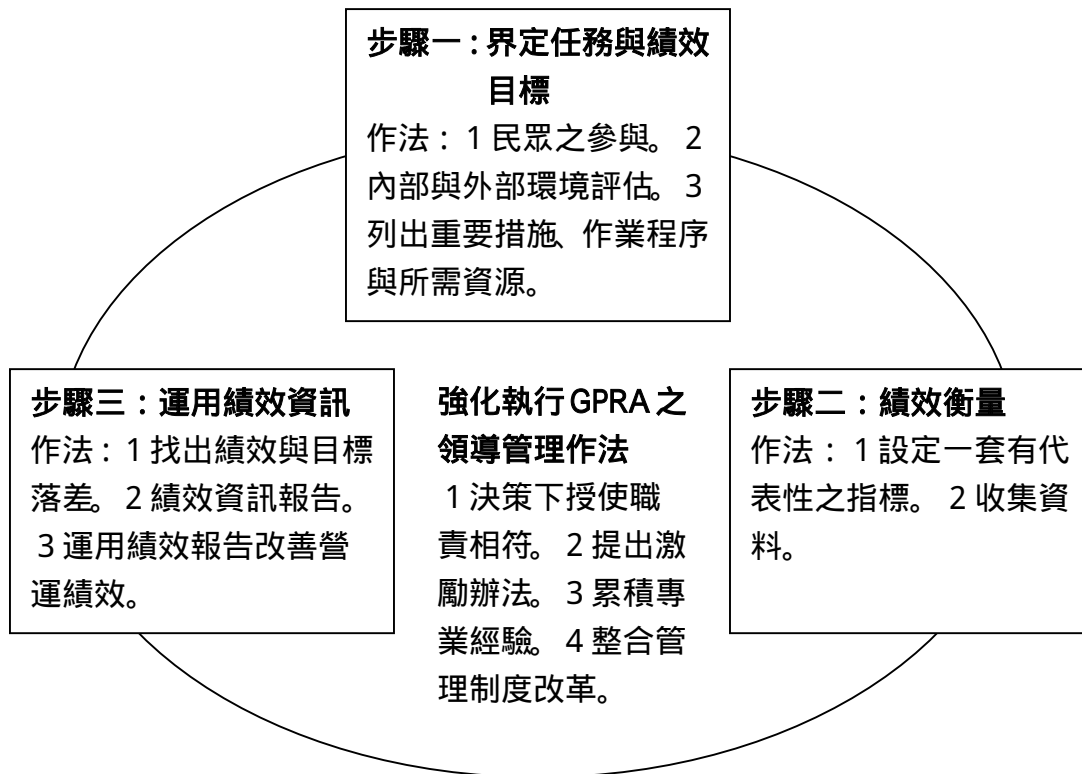 步驟一：界定任務與績效
目標
作法：1 民眾之參與。 2
內部與外部環境評估。 3
列出重要措施、作業程序
與所需資源。
步驟三：運用績效資訊
作法：1 找出績效與目標
落差。 2 績效資訊報告。
3 運用績效報告改善營
運績效。
強化執行 GPRA 之
領導管理作法
1 決策下授使職
責相符。 2 提出激
勵辦法。 3 累積專
業經驗。 4 整合管
理制度改革。
步驟二：績效衡量
作法：1 設定一套有代
表性之指標。 2 收集資
料。